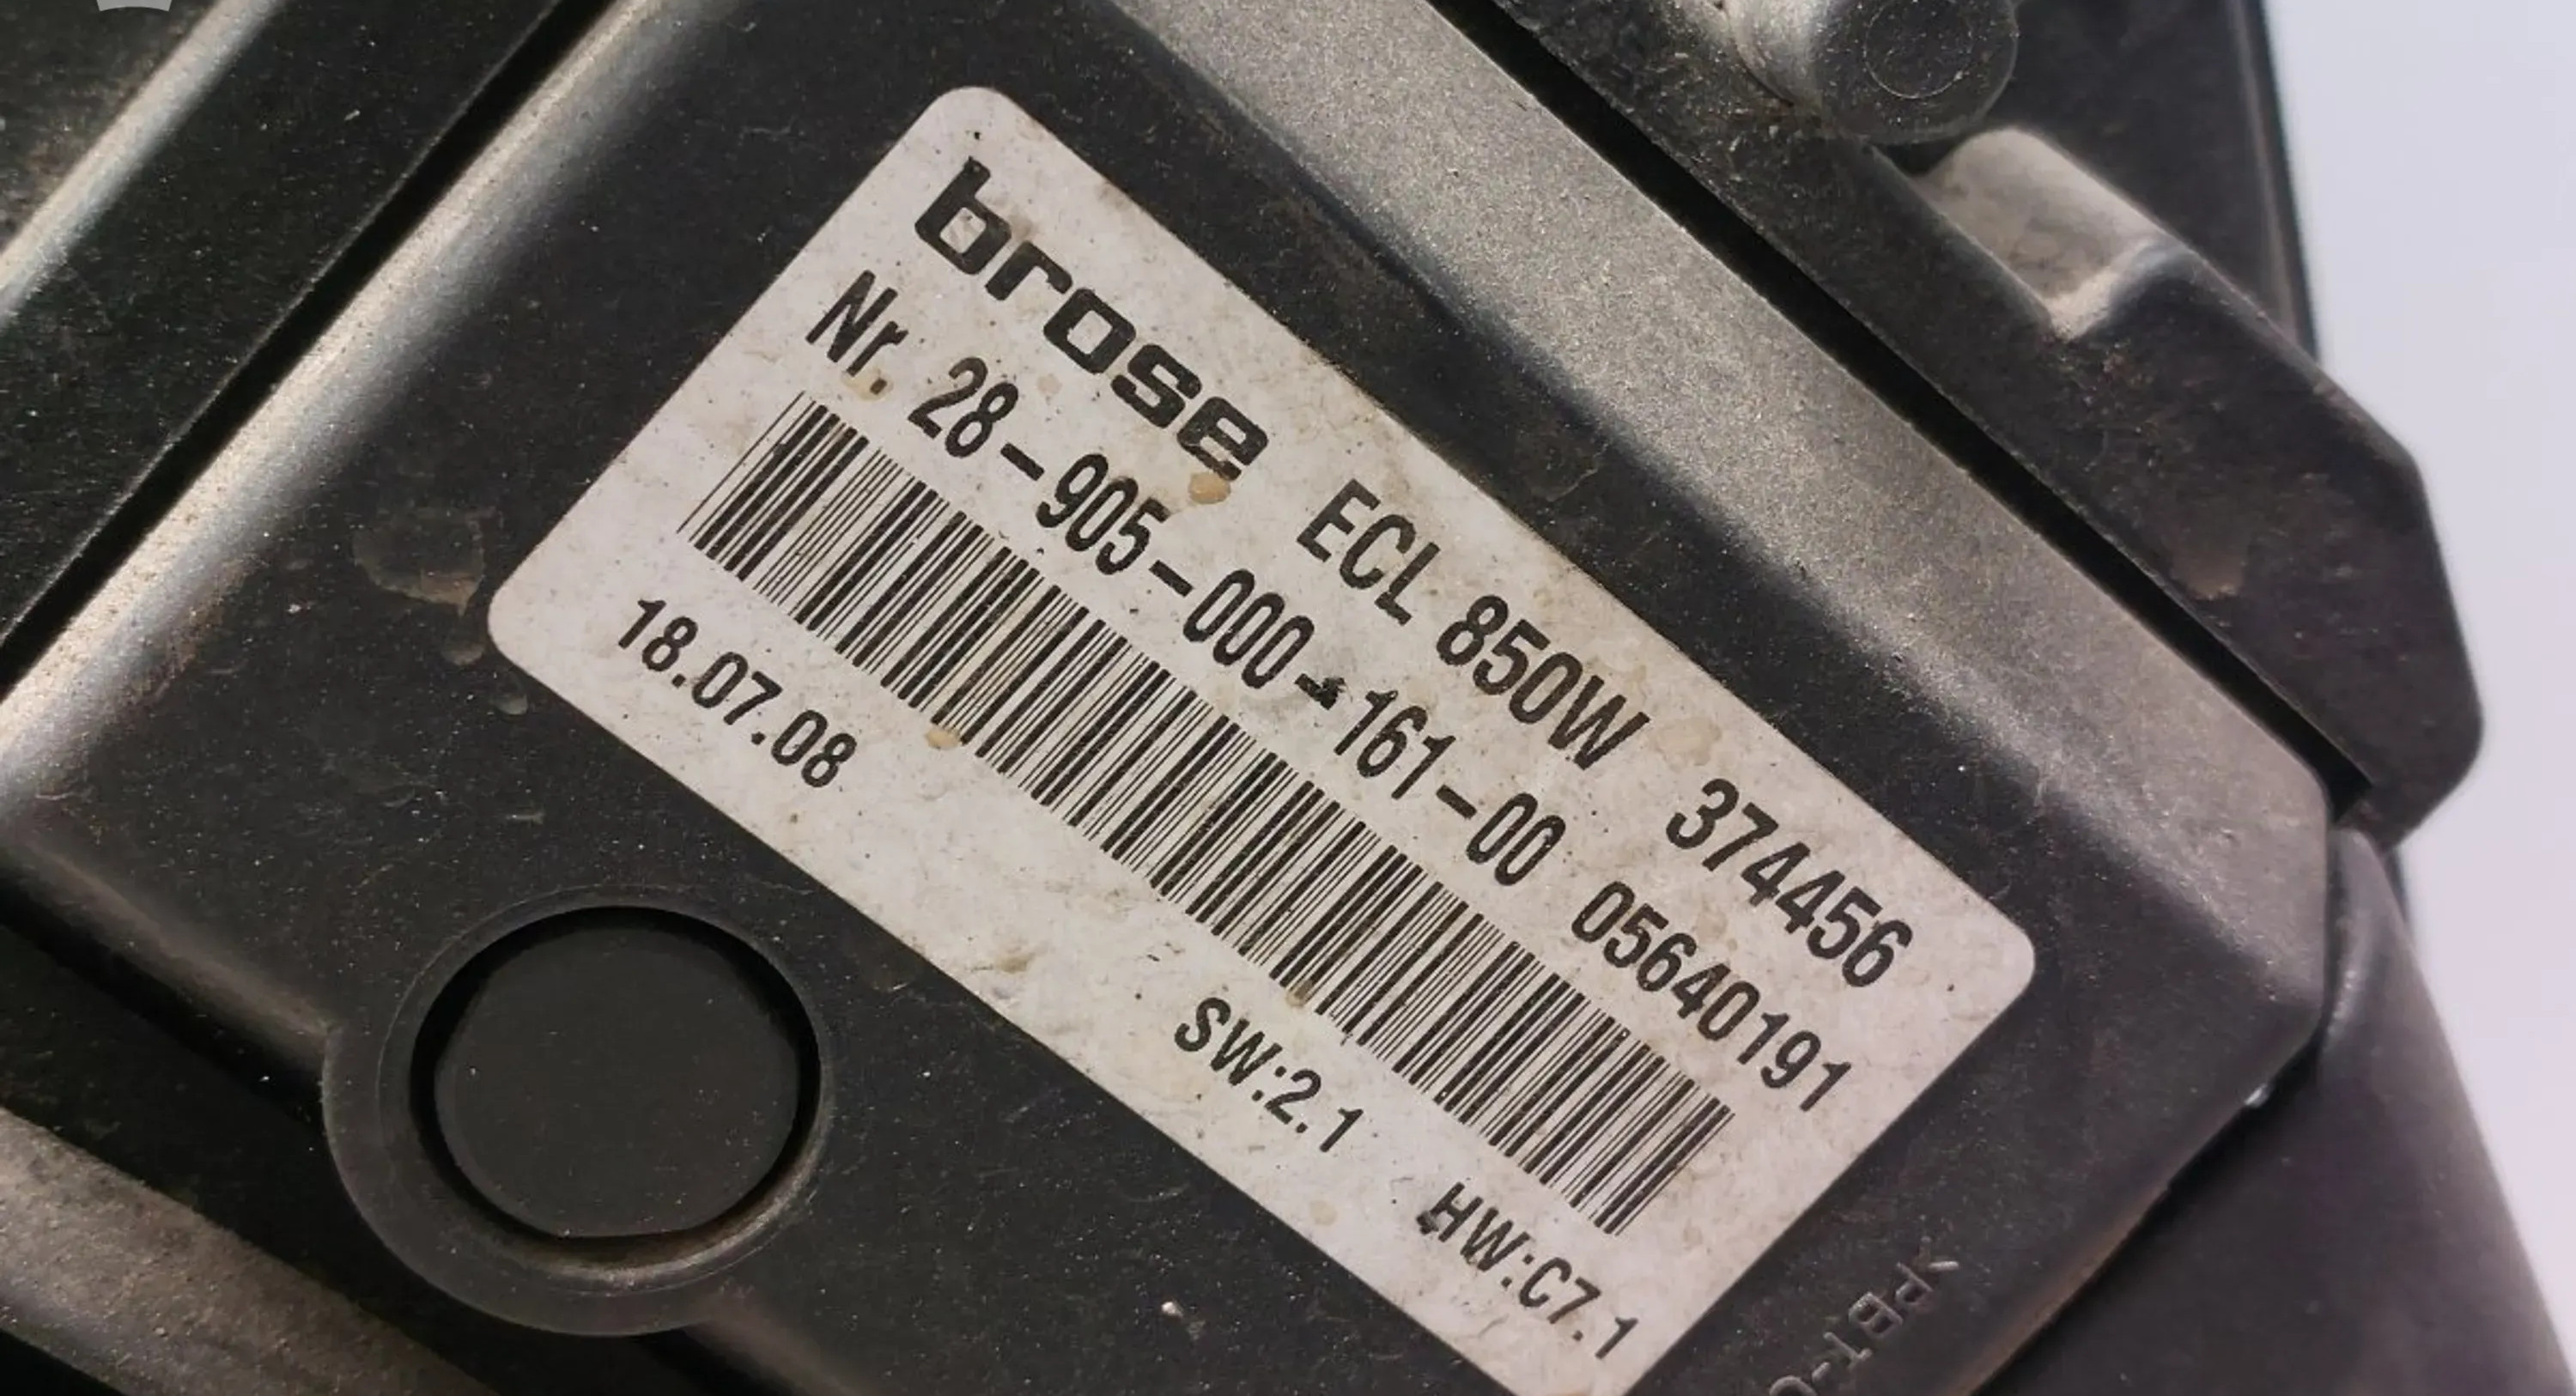 brose ECL 850W 374456
Nr. 28-905-000-161-00 05640191
18.07.08 SW:2.1 HW:C7.1